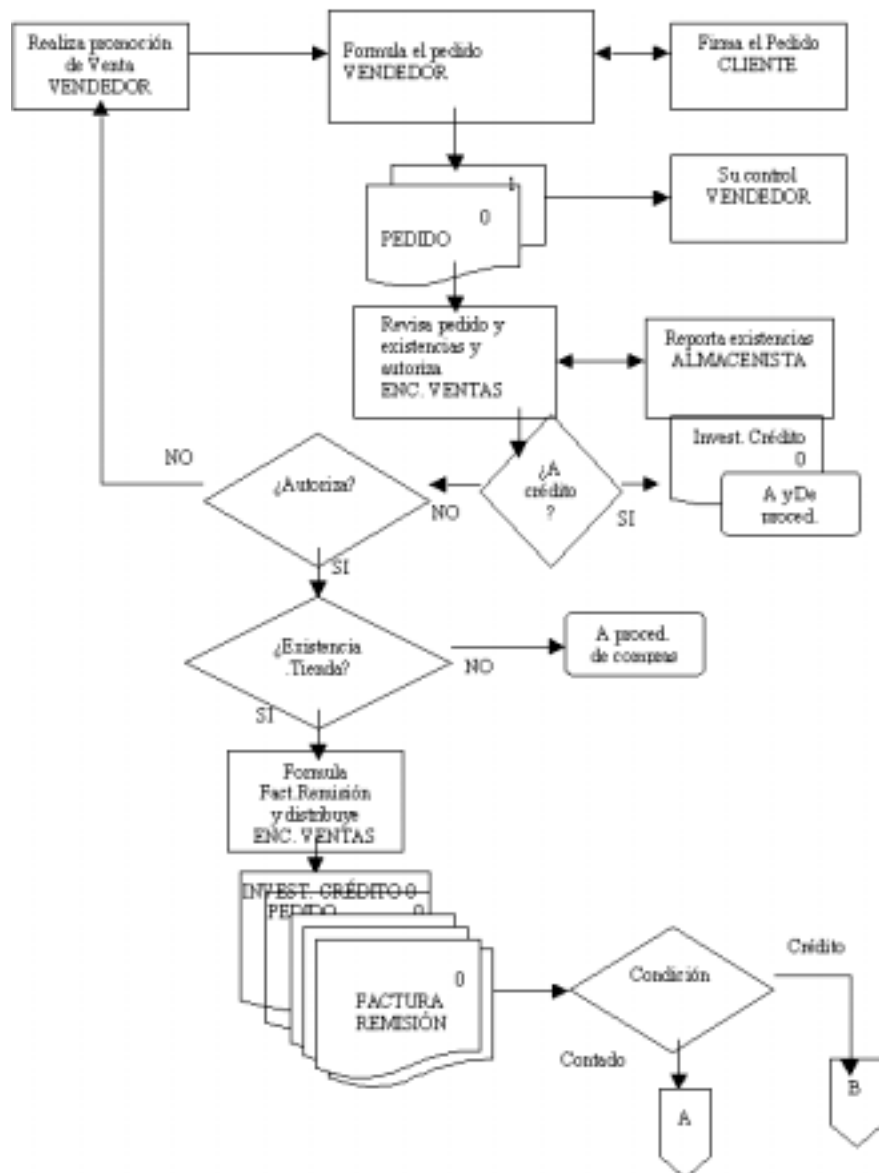 Realiza promoción
de Venta
VENDEDOR
Formula el pedido
VENDEDOR
Firma el Pedido
CLIENTE
1
0
PEDIDO
Su control
VENDEDOR
Revisa pedido y
existencias y
autoriza
ENC. VENTAS
Reporta existencias
ALMACENISTA
Invest. Crédito
0
A y De
proced.
¿A
crédito
?
SI
NO
¿Autoriza?
NO
SI
¿Existencia
.Tienda?
NO
A proced.
de compras
SI
Formula
Fact.Remisión
y distribuye
ENC. VENTAS
INVEST. CRÉDITO 0
PEDIDO 0
0
FACTURA
REMISIÓN
Condición
Crédito
Contado
A
B